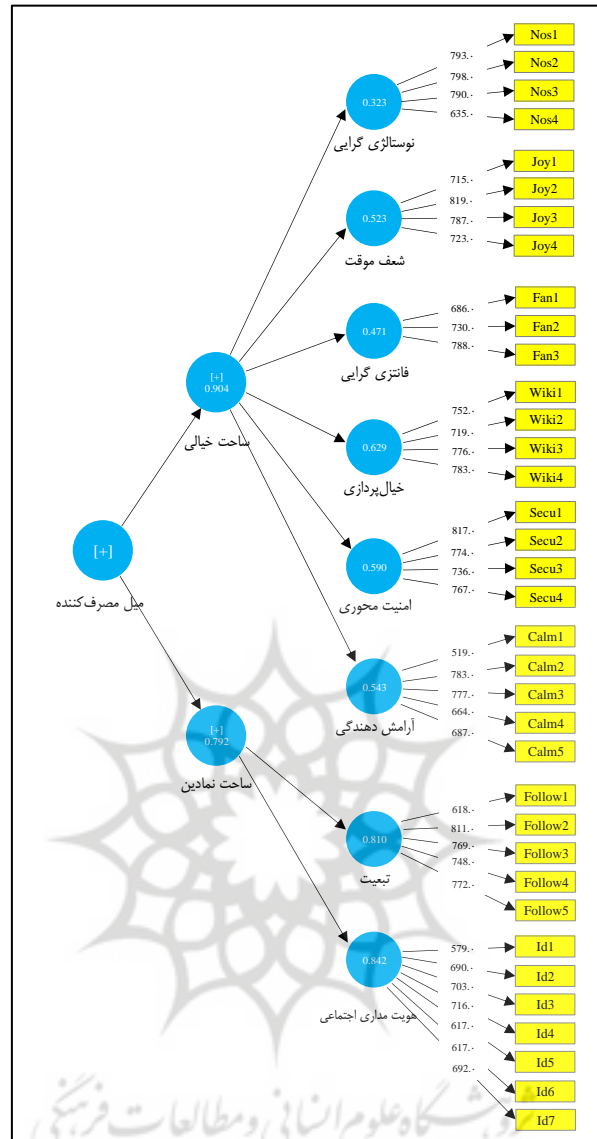 Nos1
793.۰
Nos2
798.۰
0.323
790.۰
Nos3
635.۰
Nos4
نوستالژی گرایی
Joy1
715.۰
Joy2
819.۰
0.523
787.۰
Joy3
723.۰
Joy4
شعف موقت
Fan1
686.۰
0.471
730.۰
Fan2
788.۰
Fan3
فانتزی گرایی
[+]
0.904
ساحت خیالی
Wiki1
752.۰
Wiki2
719.۰
0.629
776.۰
Wiki3
783.۰
Wiki4
خیال‌پردازی
Secu1
817.۰
Secu2
774.۰
0.590
736.۰
Secu3
767.۰
Secu4
امنیت محوری
[+]
میل مصرف‌کننده
Calm1
519.۰
Calm2
783.۰
0.543
777.۰
Calm3
664.۰
Calm4
687.۰
Calm5
آرامش دهندگی
[+]
0.792
ساحت نمادین
Follow1
618.۰
Follow2
811.۰
0.810
769.۰
Follow3
748.۰
Follow4
772.۰
Follow5
تبعیت
Id1
579.۰
Id2
690.۰
0.842
703.۰
Id3
716.۰
Id4
617.۰
Id5
617.۰
Id6
692.۰
Id7
هویت مداری اجتماعی
پژوهشگاه علوم انسانی و مطالعات فرهنگی